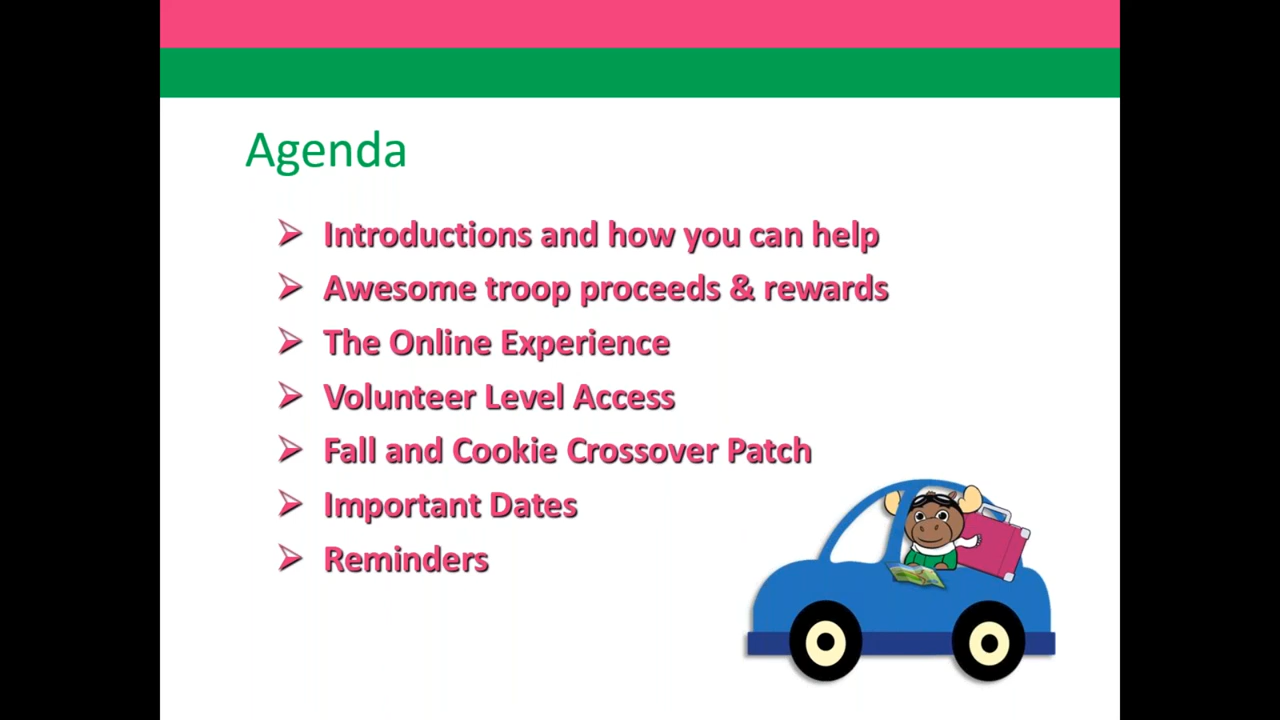 Agenda
Introductions and how you can help
Awesome troop proceeds & rewards
The Online Experience
Volunteer Level Access
Fall and Cookie Crossover Patch
Important Dates
Reminders